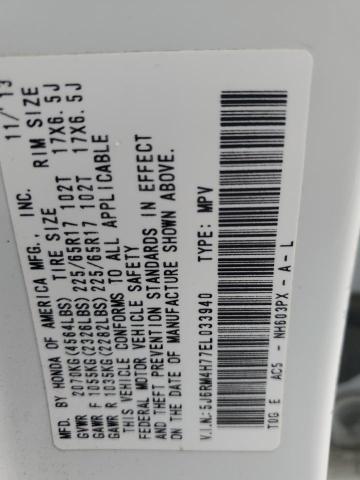 11/'13
BY HONDA OF AMERICA MFG., INC.
TIRE SIZE RIM SIZE
GVWR 2070KG(4564LBS)
GAWR F 1055KG(2326LBS) 225/65R17 102T 17X6.5J
GAWR R 1035KG(2282LBS) 225/65R17 102T 17X6.5J
THIS VEHICLE CONFORMS TO ALL APPLICABLE
FEDERAL MOTOR VEHICLE SAFETY
AND THEFT PREVENTION STANDARDS IN EFFECT
ON THE DATE OF MANUFACTURE SHOWN ABOVE.
V.I.N:5J6RM4H77EL033940 TYPE: MPV
T0G E AC5 - NH603PX - A - L